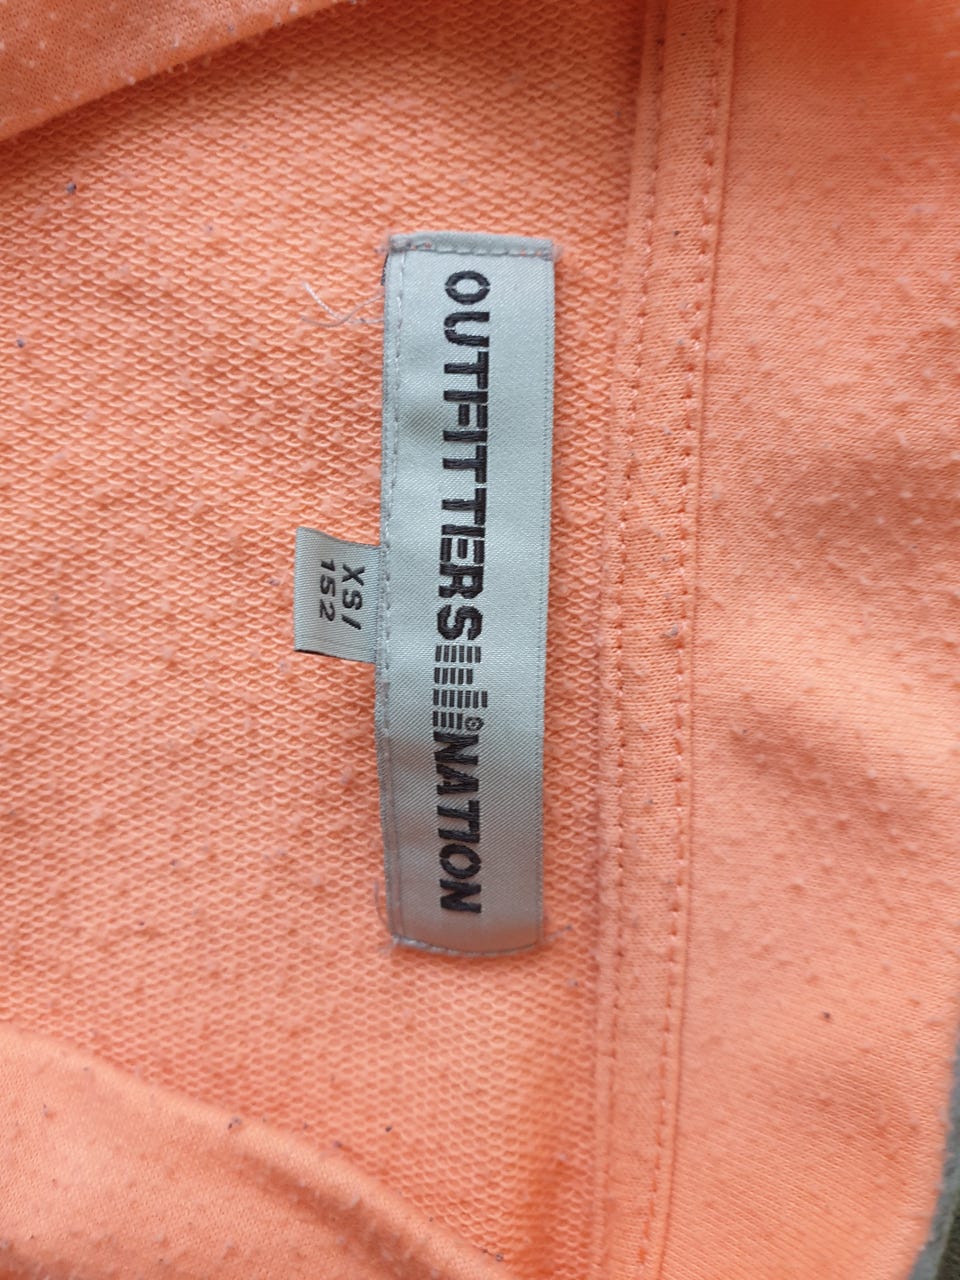 OUTFITTERS NATION
XS/
152